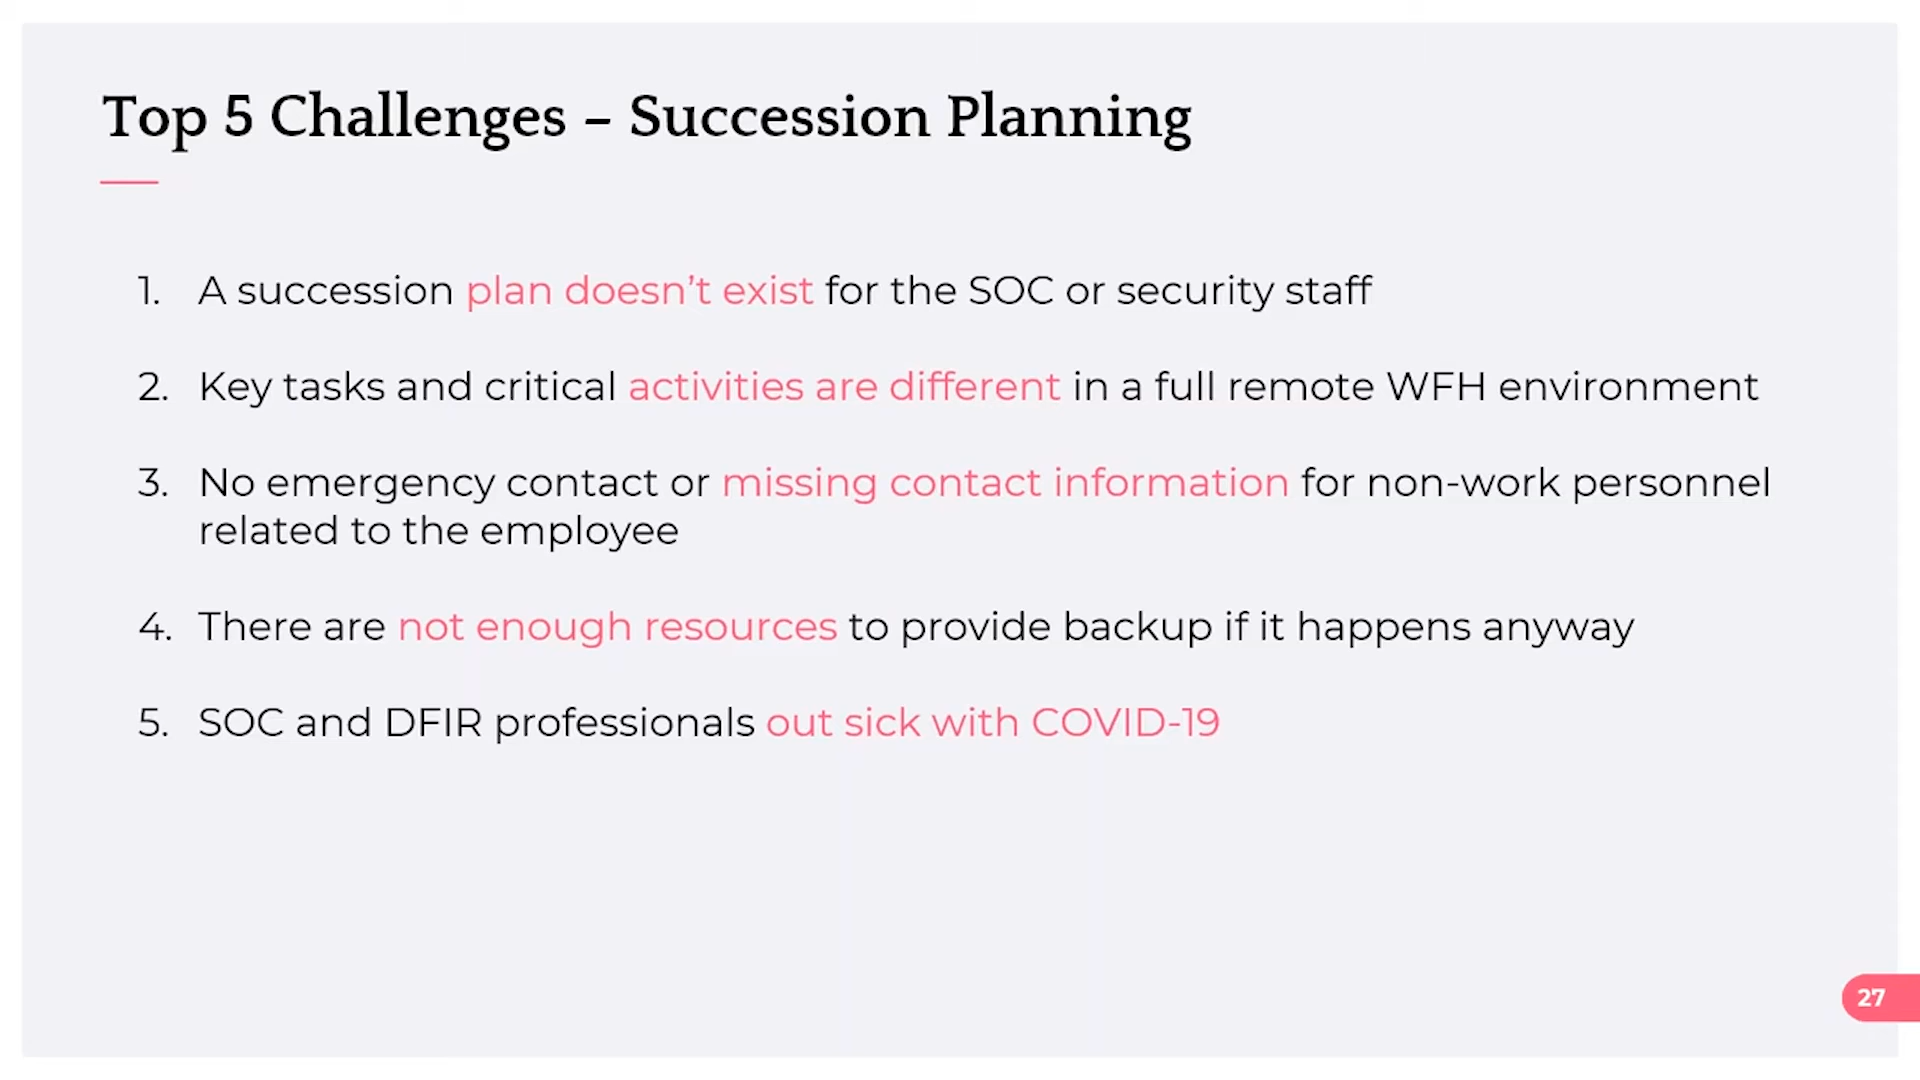 Top 5 Challenges – Succession Planning
1. A succession plan doesn’t exist for the SOC or security staff
2. Key tasks and critical activities are different in a full remote WFH environment
3. No emergency contact or missing contact information for non-work personnel
related to the employee
4. There are not enough resources to provide backup if it happens anyway
5. SOC and DFIR professionals out sick with COVID-19
27